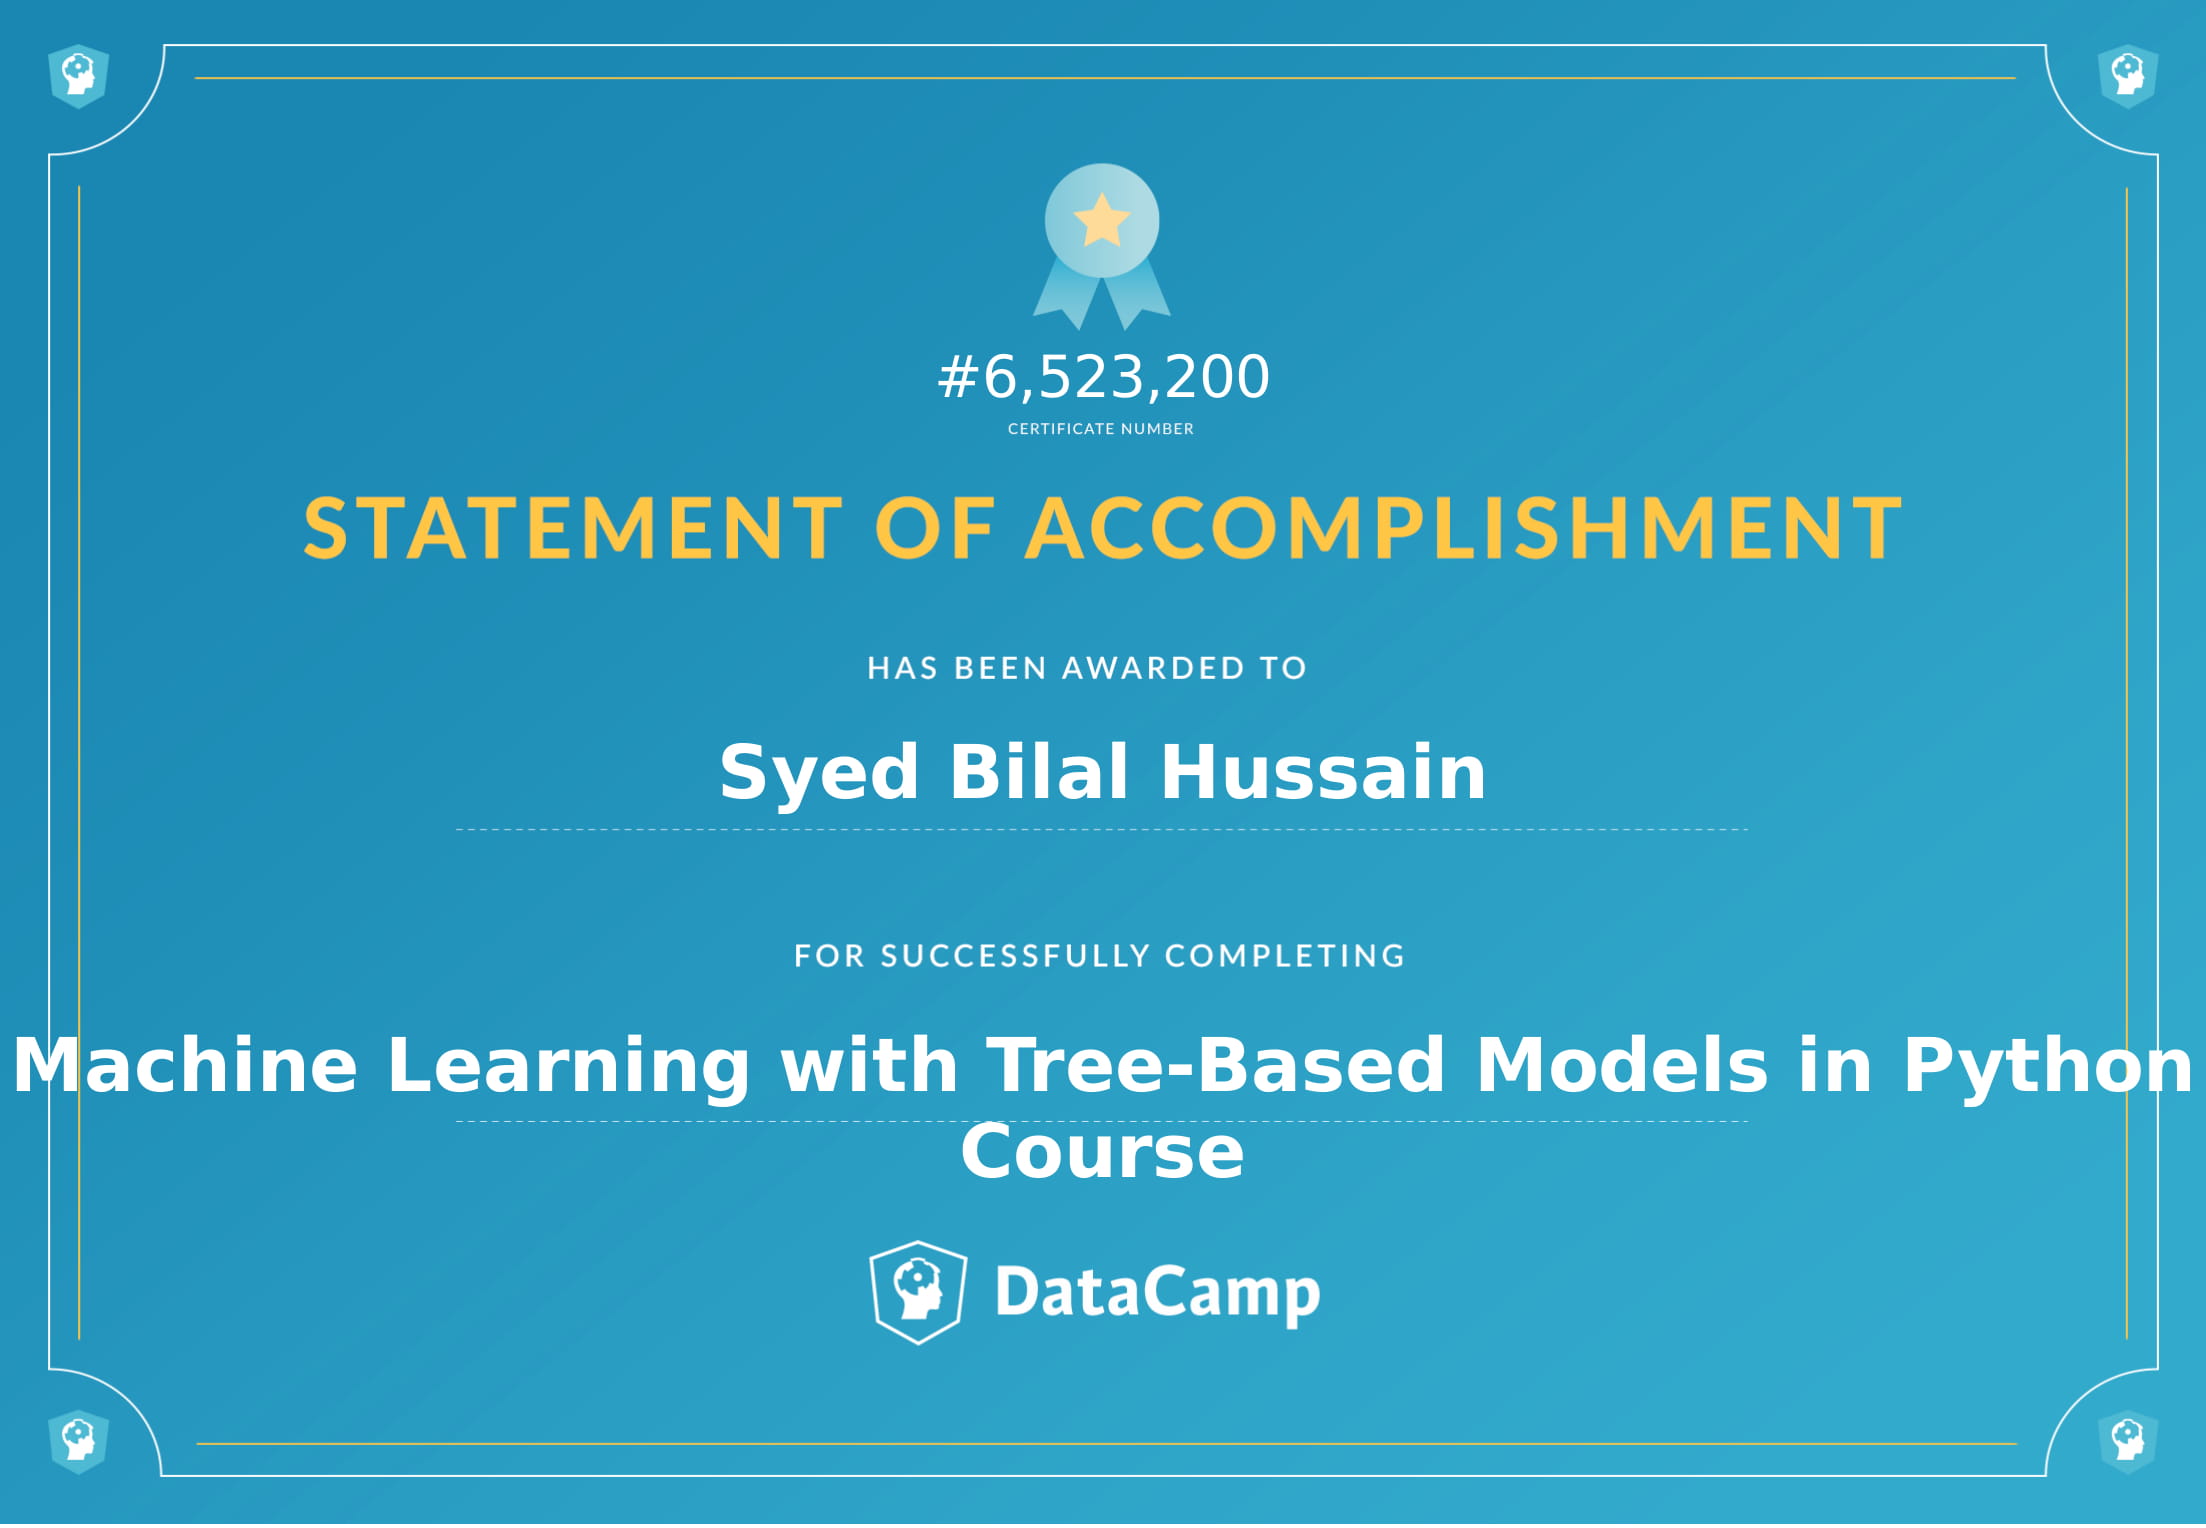 #6,523,200
CERTIFICATE NUMBER
STATEMENT OF ACCOMPLISHMENT
HAS BEEN AWARDED TO
Syed Bilal Hussain
FOR SUCCESSFULLY COMPLETING
Machine Learning with Tree-Based Models in Python
Course
DataCamp